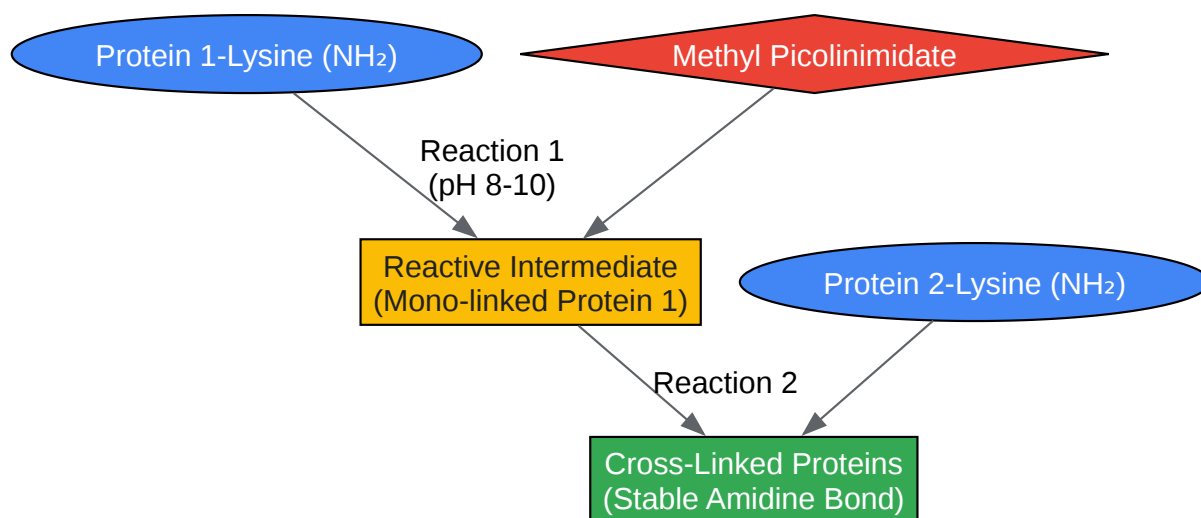 Protein 1-Lysine (NH₂)
Methyl Picolinimidate
Reaction 1
(pH 8-10)
Reactive Intermediate
(Mono-linked Protein 1)
Protein 2-Lysine (NH₂)
Reaction 2
Cross-Linked Proteins
(Stable Amidine Bond)